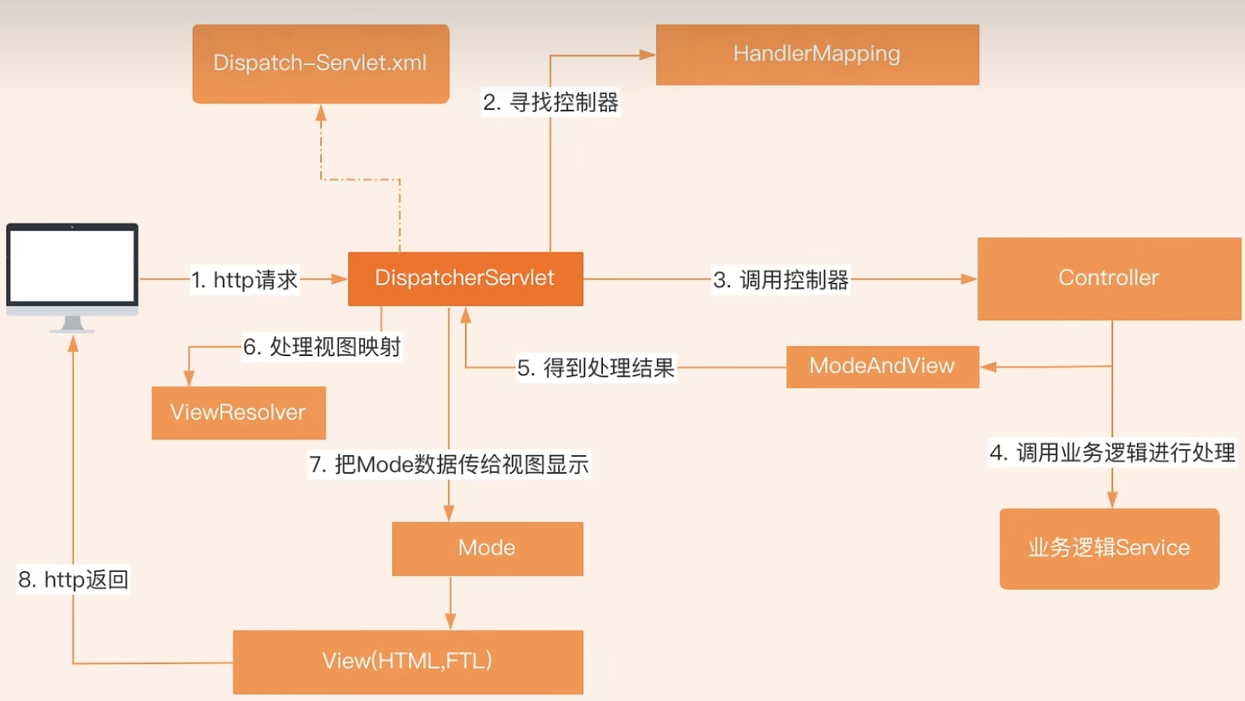 Dispatch-Servlet.xml
HandlerMapping
2. 寻找控制器
1. http请求
DispatcherServlet
3. 调用控制器
Controller
6. 处理视图映射
5. 得到处理结果
ModeAndView
ViewResolver
7. 把Mode数据传给视图显示
4. 调用业务逻辑进行处理
Mode
业务逻辑Service
8. http返回
View(HTML,FTL)